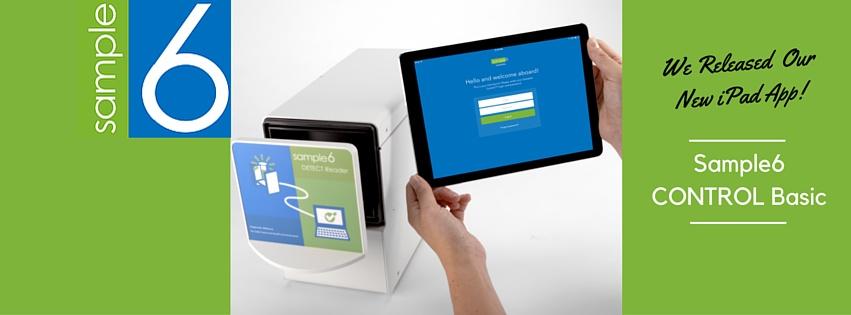 sample
6
sample6
DETECT Reader
Hello and welcome aboard!
We Released Our
New iPad App!
Sample6
CONTROL Basic